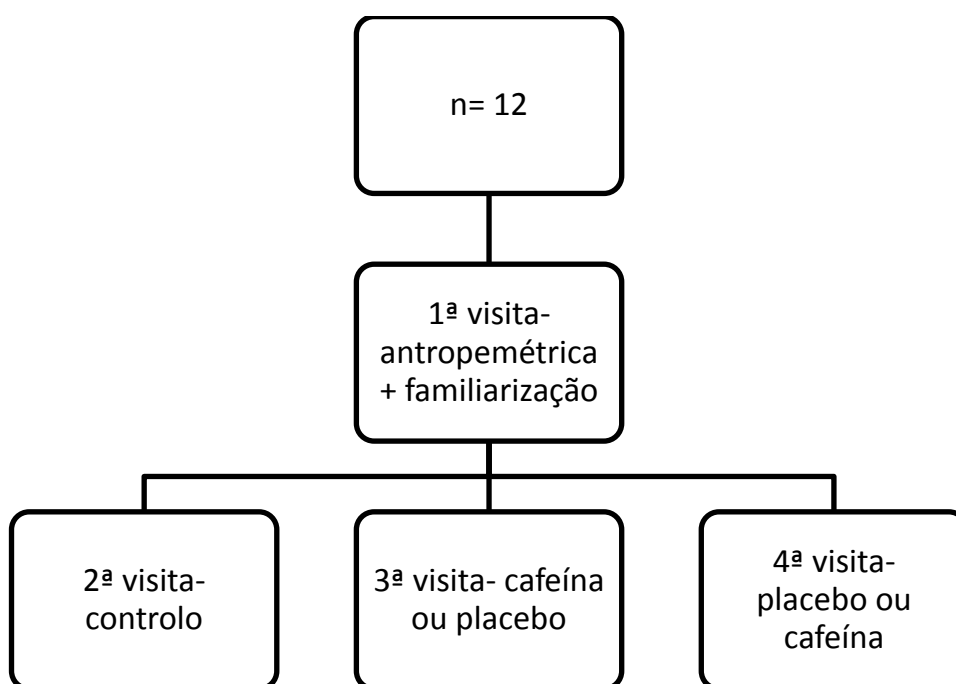 n= 12
1ª visita-
antropemétrica
+ familiarização
2ª visita-
controlo
3ª visita- cafeína
ou placebo
4ª visita-
placebo ou
cafeína